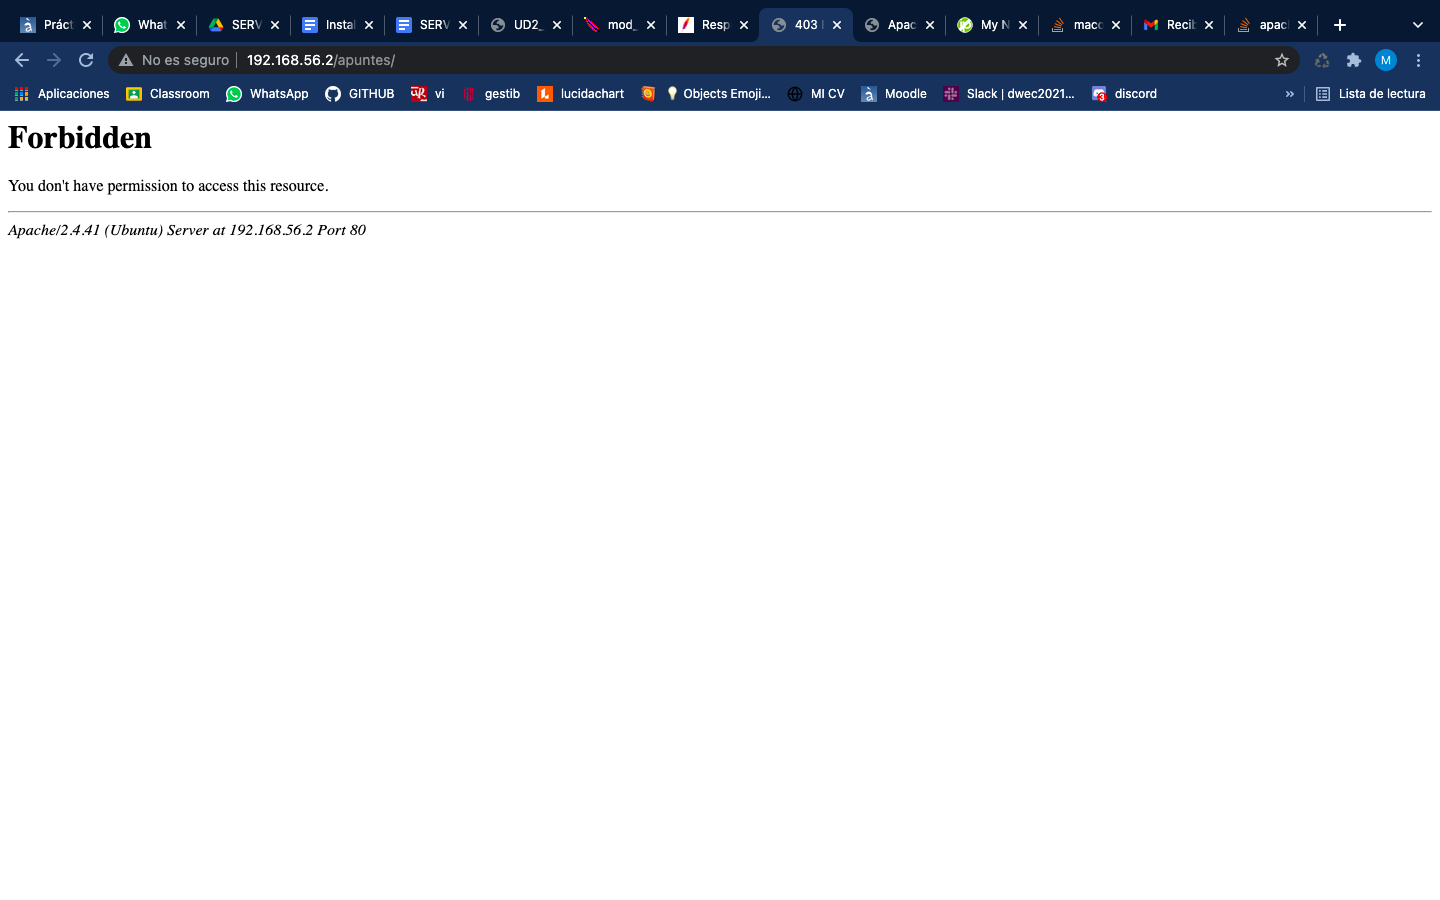 Práct What SERV Instal SERV UD2_ mod_ Resp 403 Apac My N macc Recib apacl
No es seguro 192.168.56.2/apuntes/ M
Aplicaciones Classroom WhatsApp GITHUB vi gestib lucidachart Objects Emoji... MI CV Moodle Slack | dwec2021... discord » Lista de lectura
Forbidden
You don't have permission to access this resource.
Apache/2.4.41 (Ubuntu) Server at 192.168.56.2 Port 80